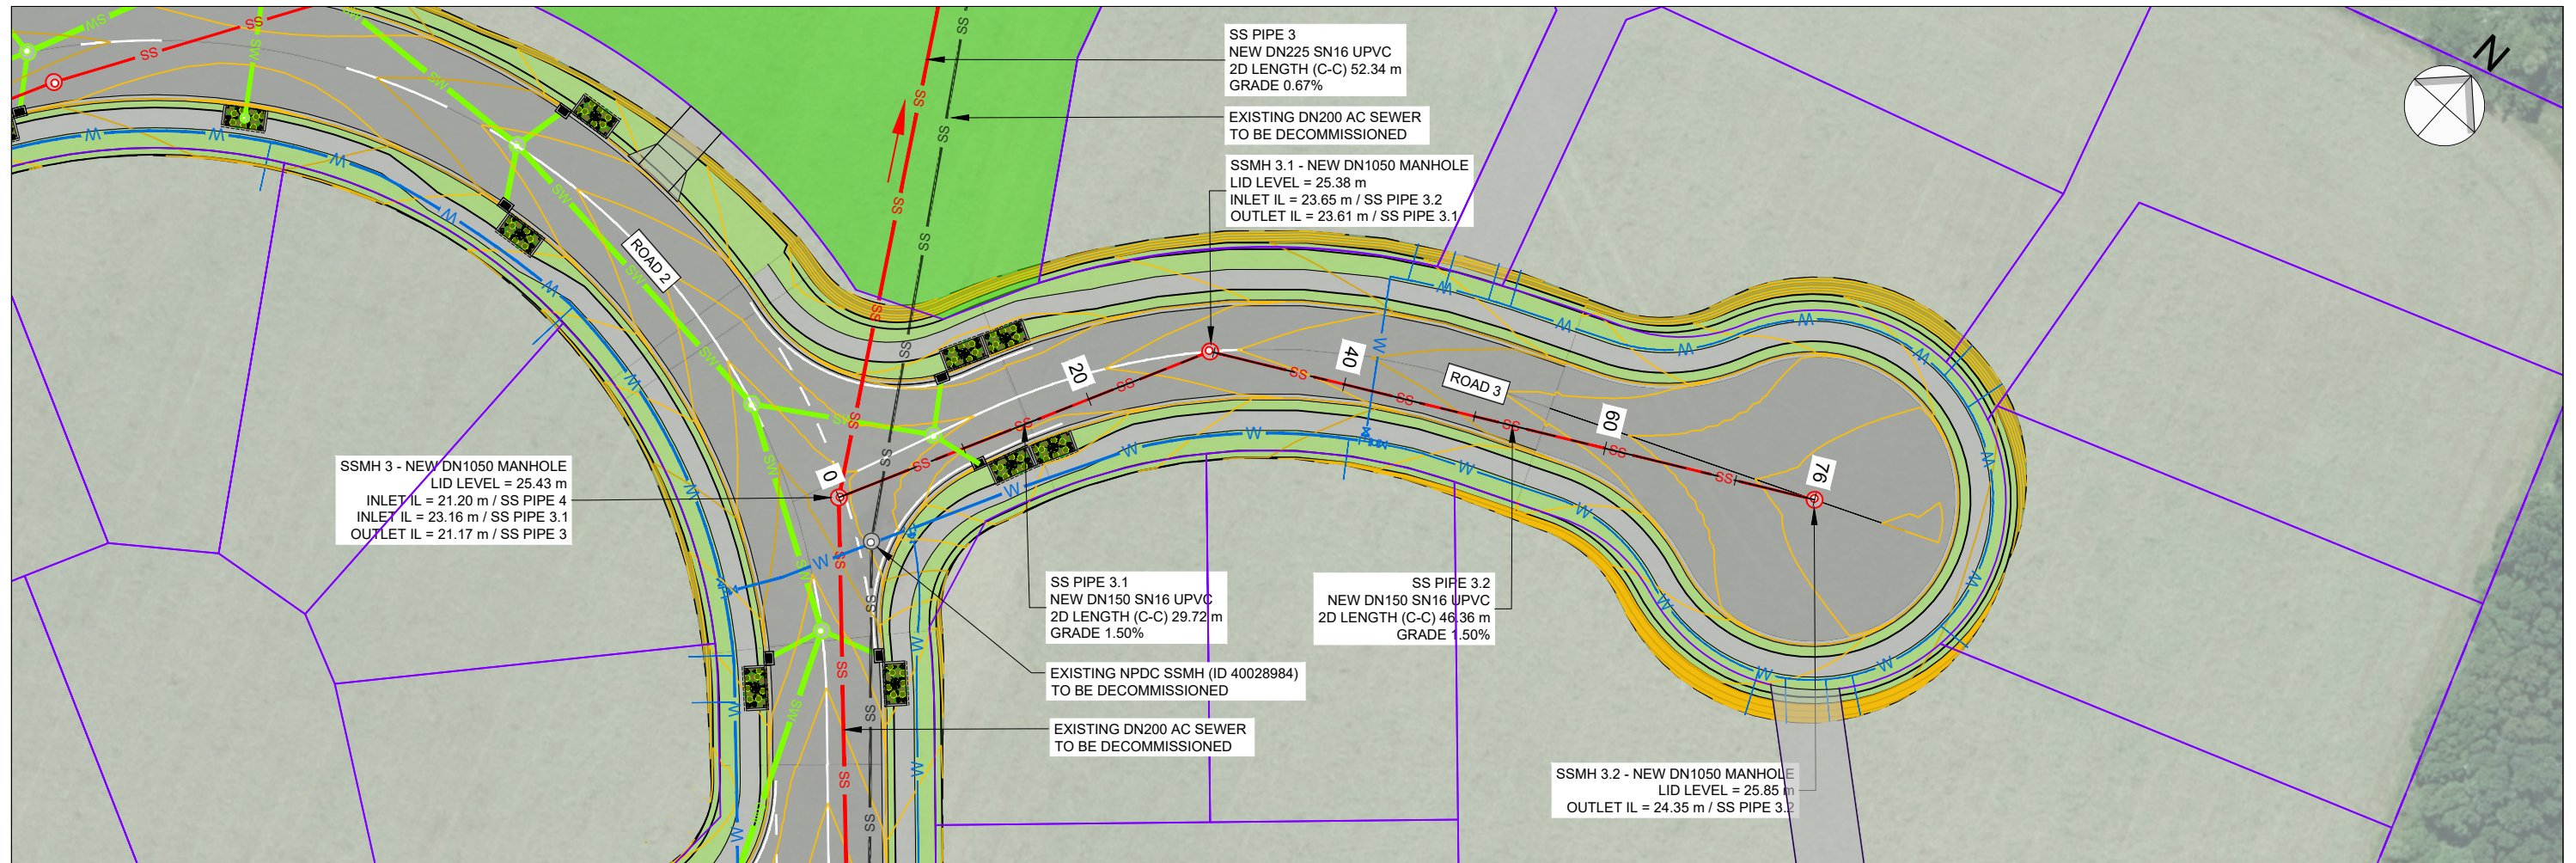 SS PIPE 3
NEW DN225 SN16 UPVC
2D LENGTH (C-C) 52.34 m
GRADE 0.67%
EXISTING DN200 AC SEWER
TO BE DECOMMISSIONED
SSMH 3.1 - NEW DN1050 MANHOLE
LID LEVEL = 25.38 m
INLET IL = 23.65 m / SS PIPE 3.2
OUTLET IL = 23.61 m / SS PIPE 3.1
N
ROAD 2
20
40
ROAD 3
60
76
0
SSMH 3 - NEW DN1050 MANHOLE
LID LEVEL = 25.43 m
INLET IL = 21.20 m / SS PIPE 4
INLET IL = 23.16 m / SS PIPE 3.1
OUTLET IL = 21.17 m / SS PIPE 3
SS PIPE 3.1
NEW DN150 SN16 UPVC
2D LENGTH (C-C) 29.72 m
GRADE 1.50%
SS PIPE 3.2
NEW DN150 SN16 UPVC
2D LENGTH (C-C) 46.36 m
GRADE 1.50%
EXISTING NPDC SSMH (ID 40028984)
TO BE DECOMMISSIONED
EXISTING DN200 AC SEWER
TO BE DECOMMISSIONED
SSMH 3.2 - NEW DN1050 MANHOLE
LID LEVEL = 25.85 m
OUTLET IL = 24.35 m / SS PIPE 3.2
SS
SW
W